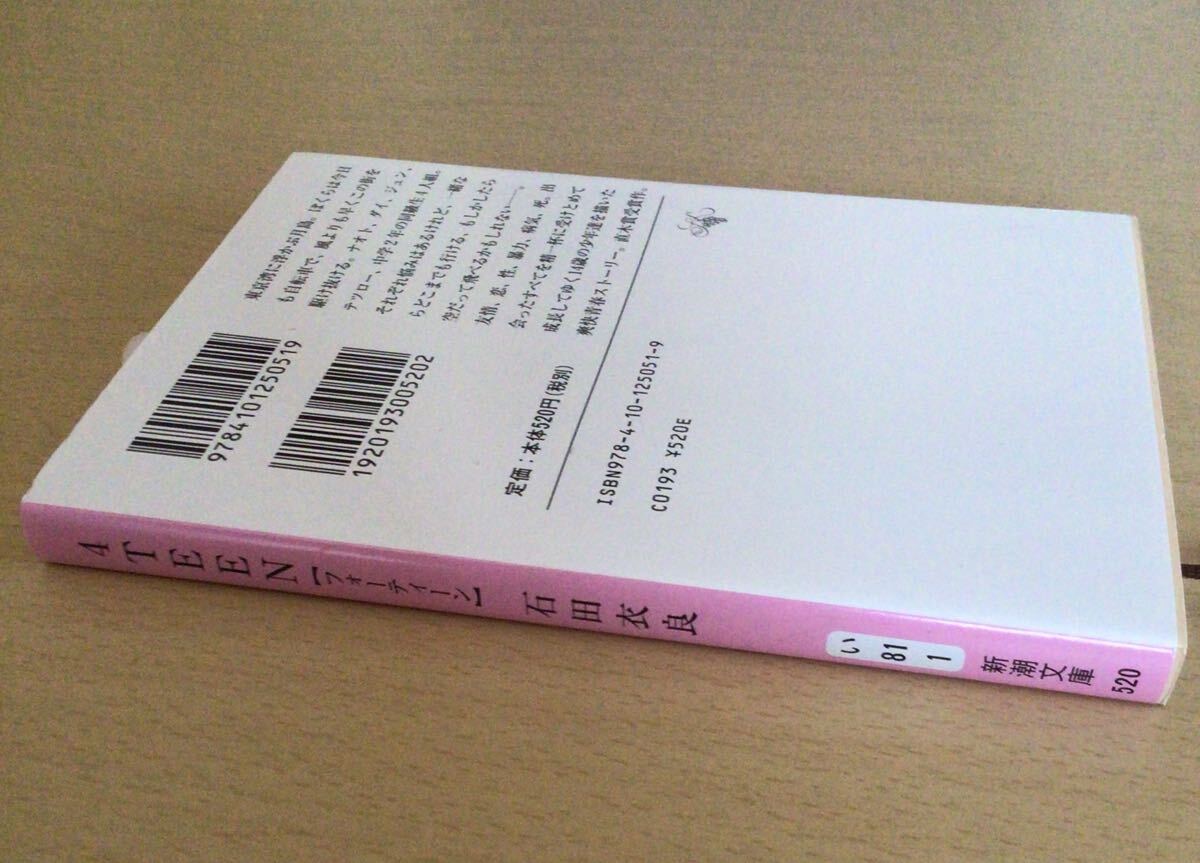 東京湾に浮かぶ月島。ぼくらは今日
も自転車で、風よりも早くこの街を
駆け抜ける。ナオト、ダイ、ジュン、
テツロー、中学2年の同級生4人組。
それぞれ悩みはあるけれど、一緒な
らどこまでも行ける、もしかしたら
空だって飛べるかもしれない――。
友情、恋、性、暴力、病気、死。出
会ったすべてを精一杯に受けとめて
成長してゆく14歳の少年達を描いた
爽快青春ストーリー。直木賞受賞作。
9784101250519
1920193005202
定価：本体520円(税別)
ISBN978-4-10-125051-9
C0193 ¥520E
4TEEN【フォーティーン】 石田衣良
い 81 1
新潮文庫
520